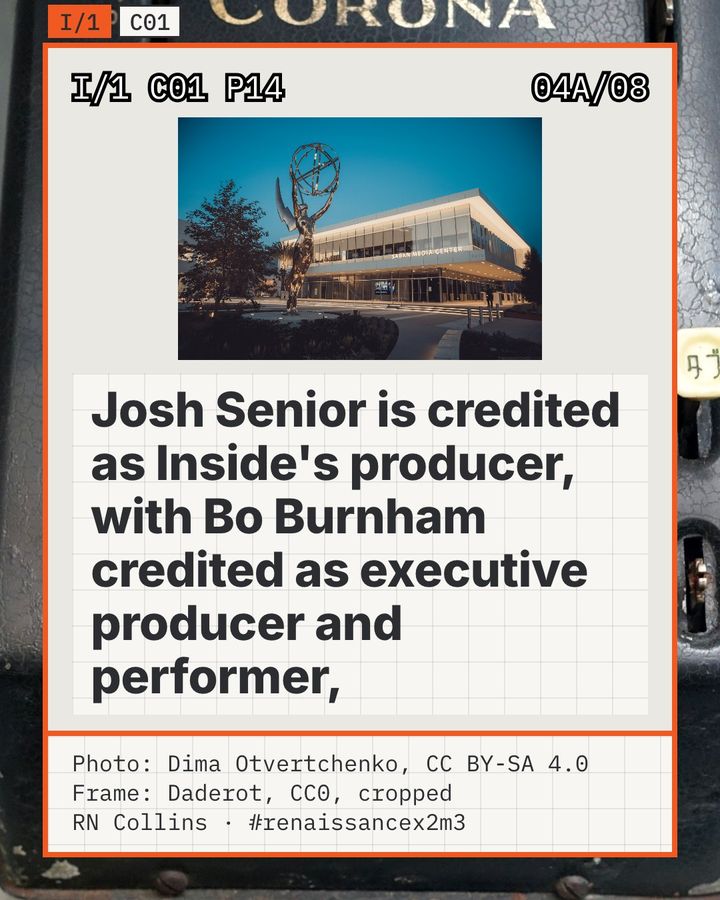 CORONA
I/1 C01
I/1 C01 P14 04A/08
SABAN MEDIA CENTER
Josh Senior is credited
as Inside's producer,
with Bo Burnham
credited as executive
producer and
performer,
Photo: Dima Otvertchenko, CC BY-SA 4.0
Frame: Daderot, CC0, cropped
RN Collins · #renaissancex2m3